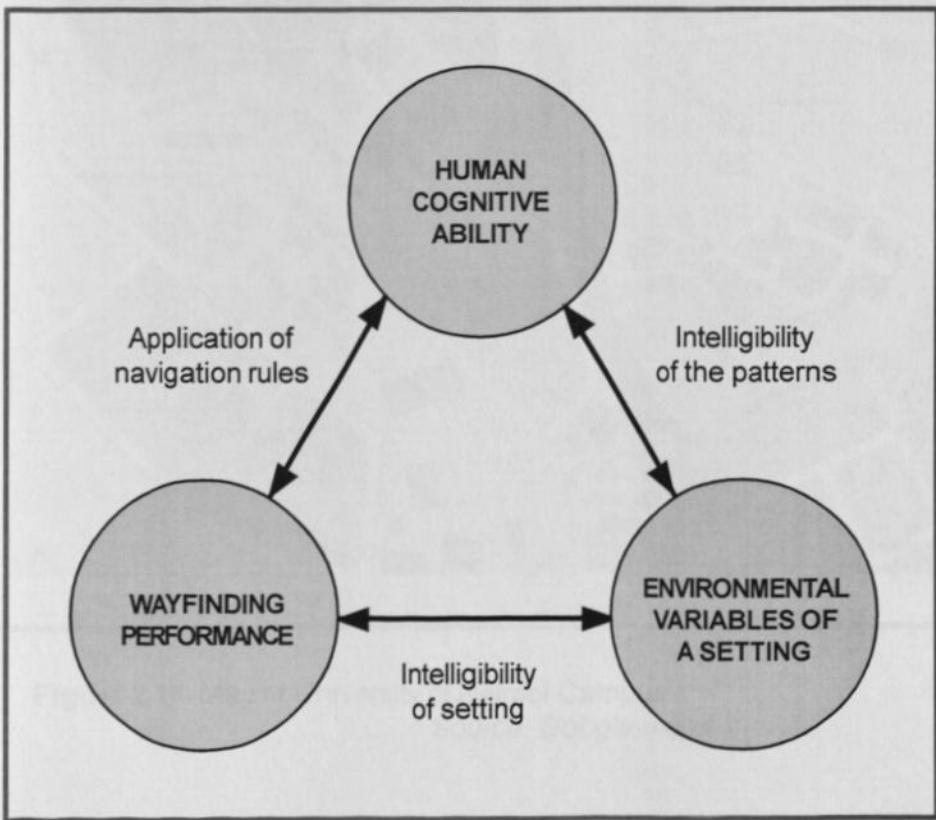 HUMAN
COGNITIVE
ABILITY
Application of
navigation rules
Intelligibility
of the patterns
WAYFINDING
PERFORMANCE
ENVIRONMENTAL
VARIABLES OF
A SETTING
Intelligibility
of setting